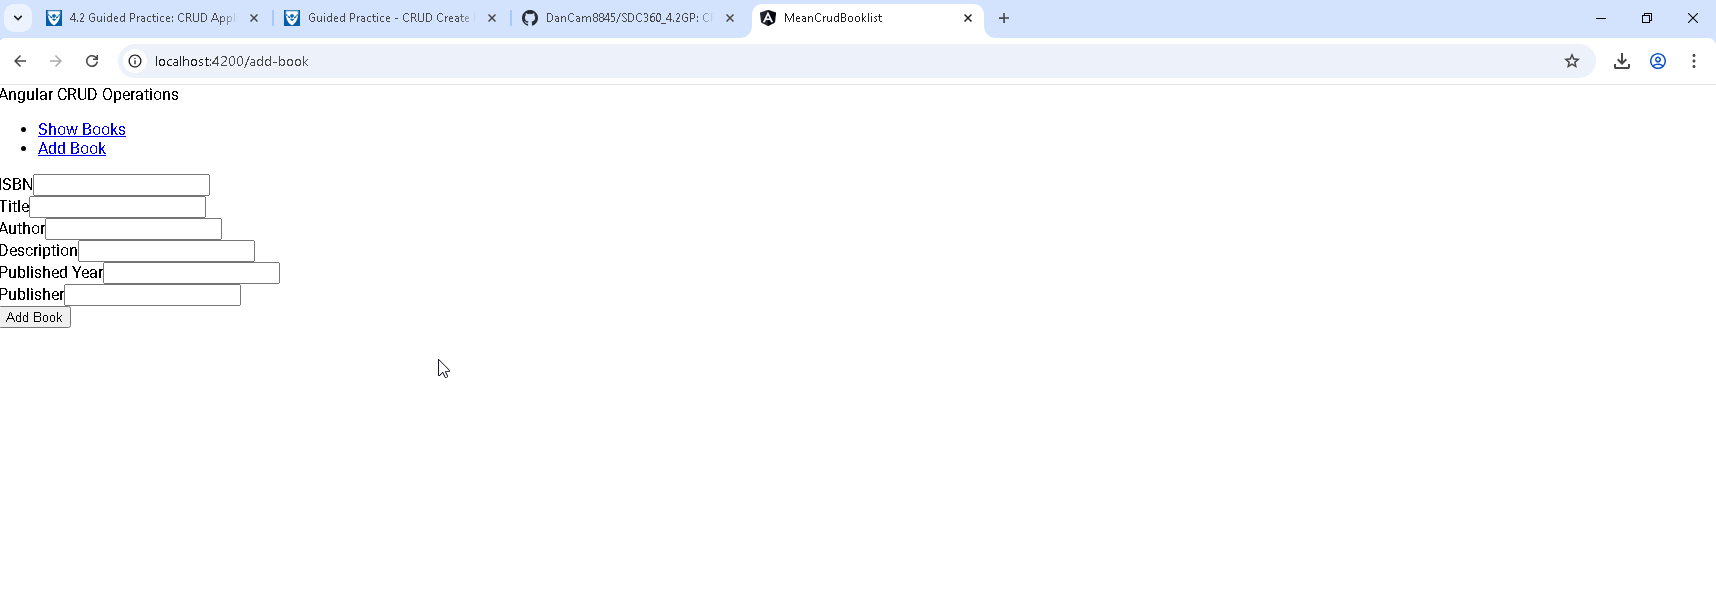 4.2 Guided Practice: CRUD Appl
Guided Practice - CRUD Create
DanCam8845/SDC360_4.2GP: C
MeanCrudBooklist
localhost:4200/add-book
Angular CRUD Operations
Show Books
Add Book
ISBN
Title
Author
Description
Published Year
Publisher
Add Book